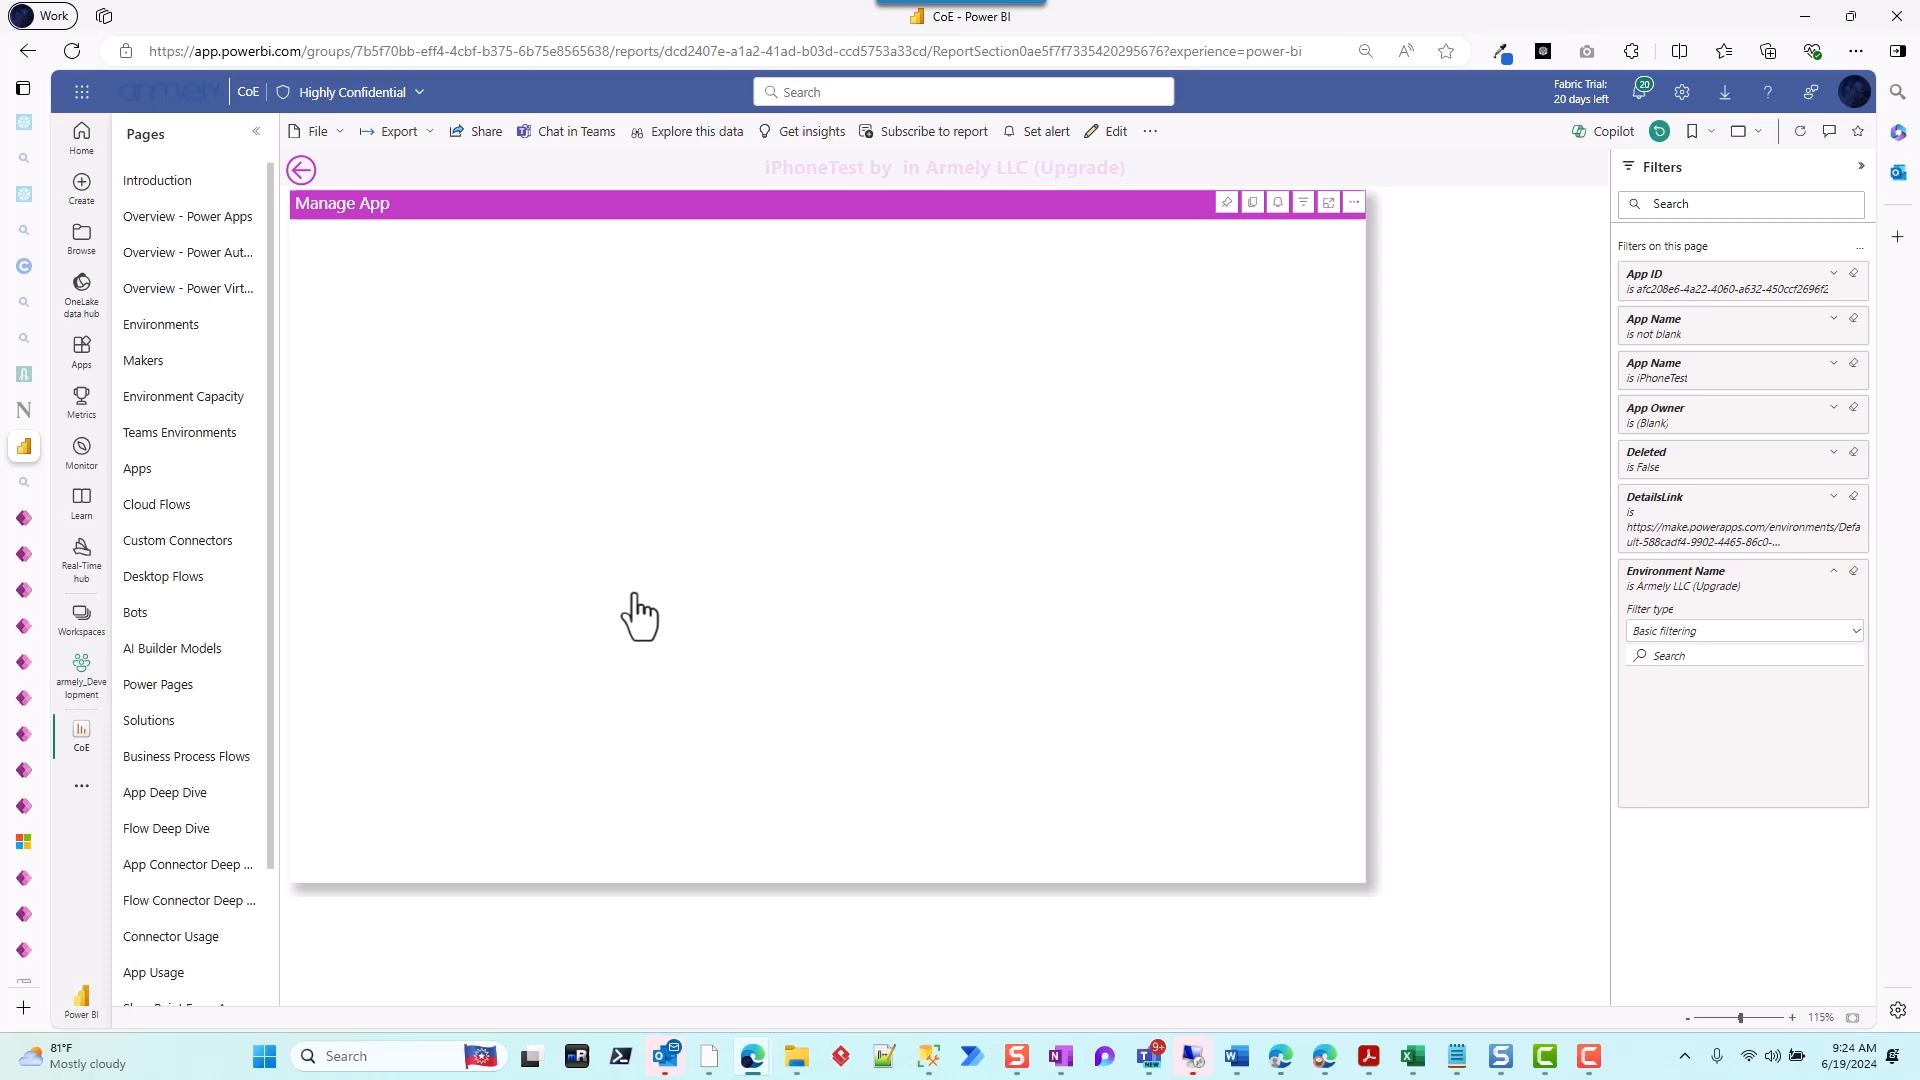 Work
CoE - Power BI
https://app.powerbi.com/groups/7b5f70bb-eff4-4cbf-b375-6b75e8565638/reports/dcd2407e-a1a2-41ad-b03d-ccd5753a33cd/ReportSection0ae5f7f7335420295676?experience=power-bi
armely
CoE
Highly Confidential
Search
Fabric Trial:
20 days left
20
Pages
File
Export
Share
Chat in Teams
Explore this data
Get insights
Subscribe to report
Set alert
Edit
Copilot
Home
Create
Browse
OneLake
data hub
Apps
Metrics
Monitor
Learn
Real-Time
hub
Workspaces
armely_Deve
lopment
CoE
Power BI
Introduction
Overview - Power Apps
Overview - Power Aut...
Overview - Power Virt...
Environments
Makers
Environment Capacity
Teams Environments
Apps
Cloud Flows
Custom Connectors
Desktop Flows
Bots
AI Builder Models
Power Pages
Solutions
Business Process Flows
App Deep Dive
Flow Deep Dive
App Connector Deep ...
Flow Connector Deep ...
Connector Usage
App Usage
iPhoneTest by in Armely LLC (Upgrade)
Manage App
Filters
Search
Filters on this page
...
App ID
is afc208e6-4a22-4060-a632-450ccf2696f2
App Name
is not blank
App Name
is iPhoneTest
App Owner
is (Blank)
Deleted
is False
DetailsLink
is
https://make.powerapps.com/environments/Defa
ult-588cadf4-9902-4465-86c0-...
Environment Name
is Armely LLC (Upgrade)
Filter type
Basic filtering
Search
- + 115%
81°F
Mostly cloudy
Search
9+
NEW
9:24 AM
6/19/2024